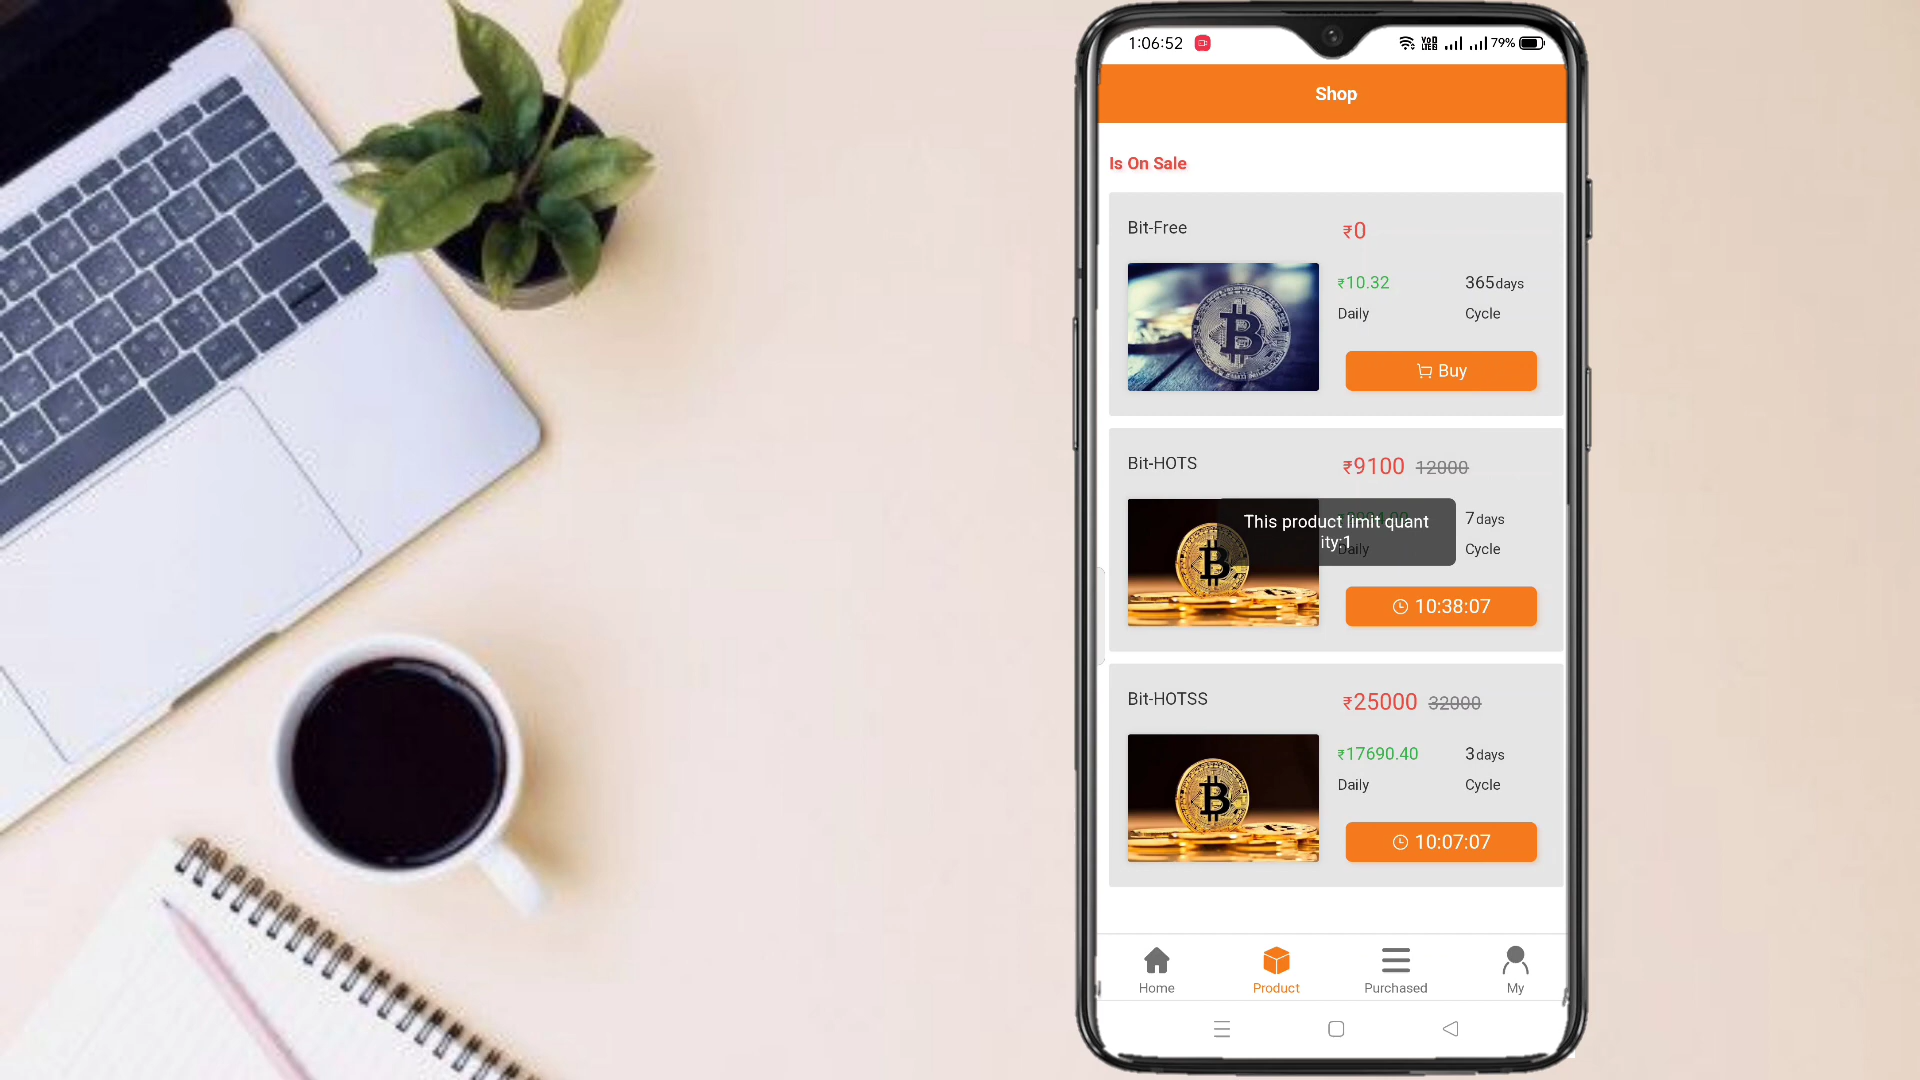 1:06:52
79%
Shop
Is On Sale
Bit-Free
₹0
₹10.32
365days
Daily
Cycle
Buy
Bit-HOTS
₹9100 12000
7days
Daily
Cycle
This product limit quant
ity:1
10:38:07
Bit-HOTSS
₹25000 32000
₹17690.40
3days
Daily
Cycle
10:07:07
Home
Product
Purchased
My